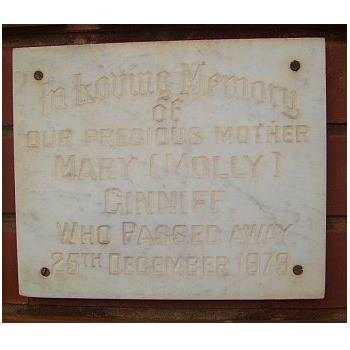 In Loving Memory
of
OUR PRECIOUS MOTHER
MARY (MOLLY)
GINNIFF
WHO PASSED AWAY
25TH DECEMBER 1979